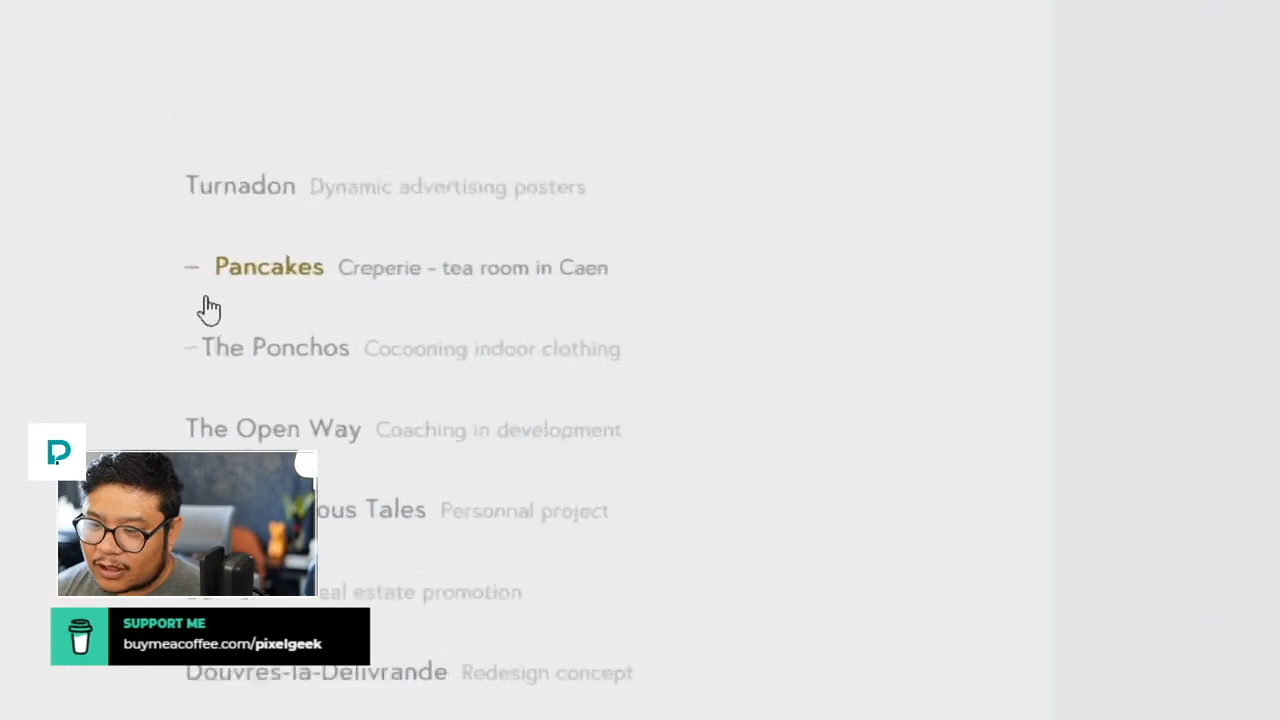 Turnadon Dynamic advertising posters
— Pancakes Creperie - tea room in Caen
– The Ponchos Cocooning indoor clothing
The Open Way Coaching in development
ous Tales Personnal project
eal estate promotion
SUPPORT ME
buymeacoffee.com/pixelgeek
Douvres-la-Délivrande Redesign concept